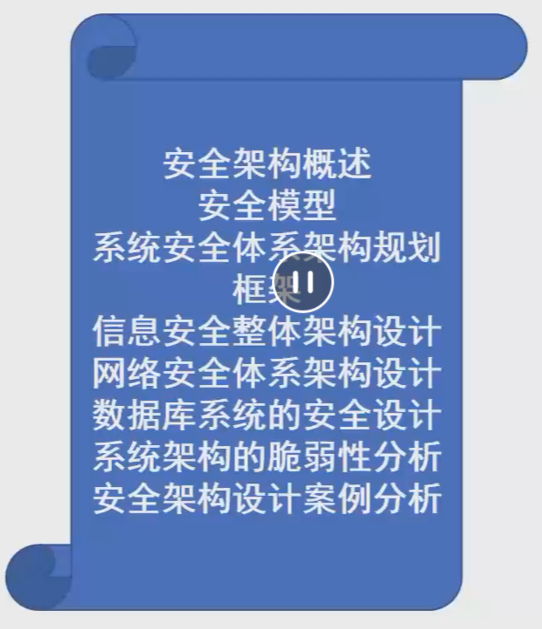 安全架构概述
安全模型
系统安全体系架构规划
框架
信息安全整体架构设计
网络安全体系架构设计
数据库系统的安全设计
系统架构的脆弱性分析
安全架构设计案例分析